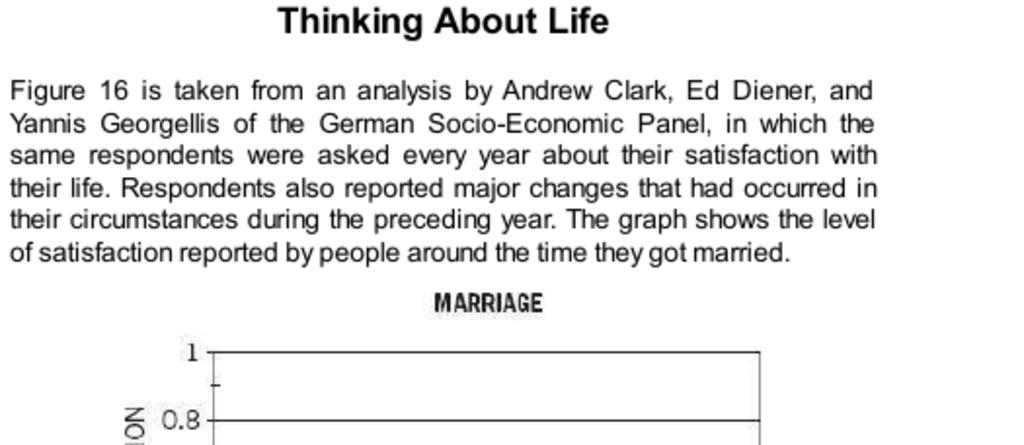 Thinking About Life
Figure 16 is taken from an analysis by Andrew Clark, Ed Diener, and
Yannis Georgellis of the German Socio-Economic Panel, in which the
same respondents were asked every year about their satisfaction with
their life. Respondents also reported major changes that had occurred in
their circumstances during the preceding year. The graph shows the level
of satisfaction reported by people around the time they got married.
MARRIAGE
1
0.8